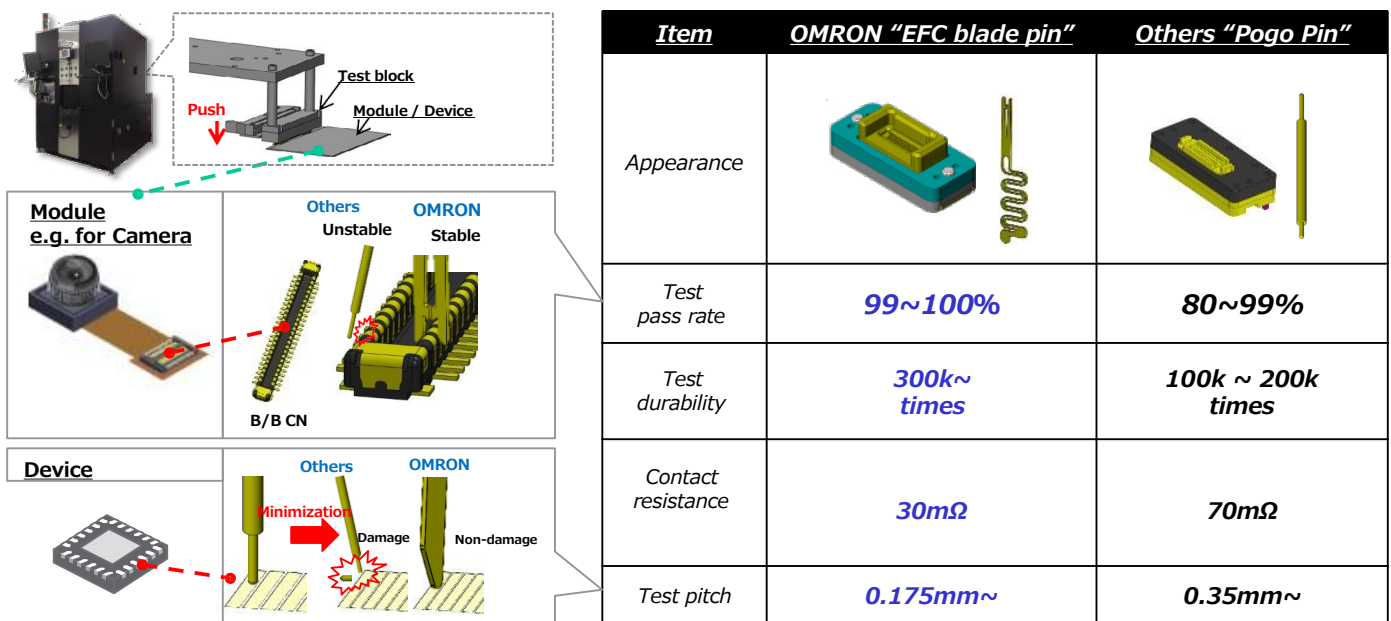 Test block
Module / Device
Push
Module
e.g. for Camera
Others
Unstable
OMRON
Stable
B/B CN
Device
Others
OMRON
Minimization
Damage
Non-damage
Item
OMRON “EFC blade pin”
Others “Pogo Pin”
Appearance
Test
pass rate
99~100%
80~99%
Test
durability
300k~
times
100k ~ 200k
times
Contact
resistance
30mΩ
70mΩ
Test pitch
0.175mm~
0.35mm~